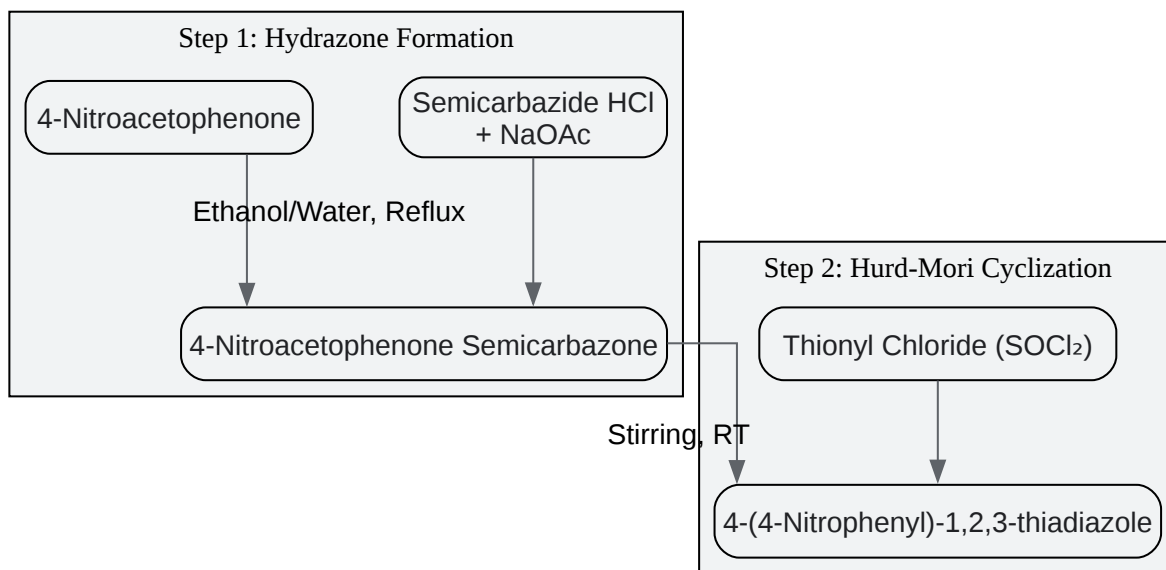 Step 1: Hydrazone Formation
4-Nitroacetophenone
Semicarbazide HCl
+ NaOAc
Ethanol/Water, Reflux
4-Nitroacetophenone Semicarbazone
Step 2: Hurd-Mori Cyclization
Thionyl Chloride (SOCl₂)
Stirring, RT
4-(4-Nitrophenyl)-1,2,3-thiadiazole